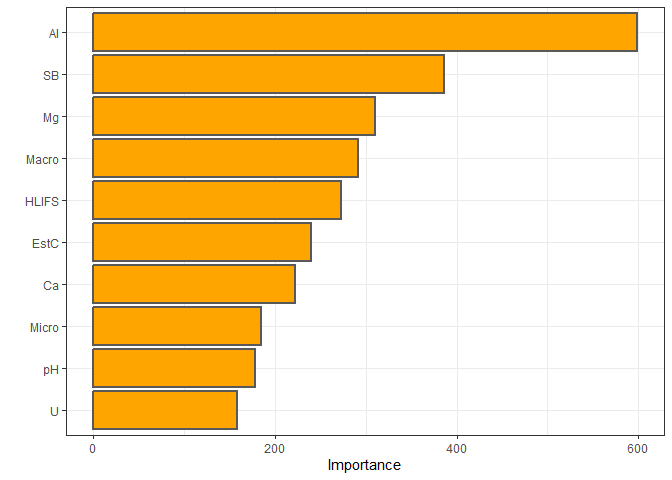 Al
SB
Mg
Macro
HLIFS
EstC
Ca
Micro
pH
U
0 200 400 600
Importance